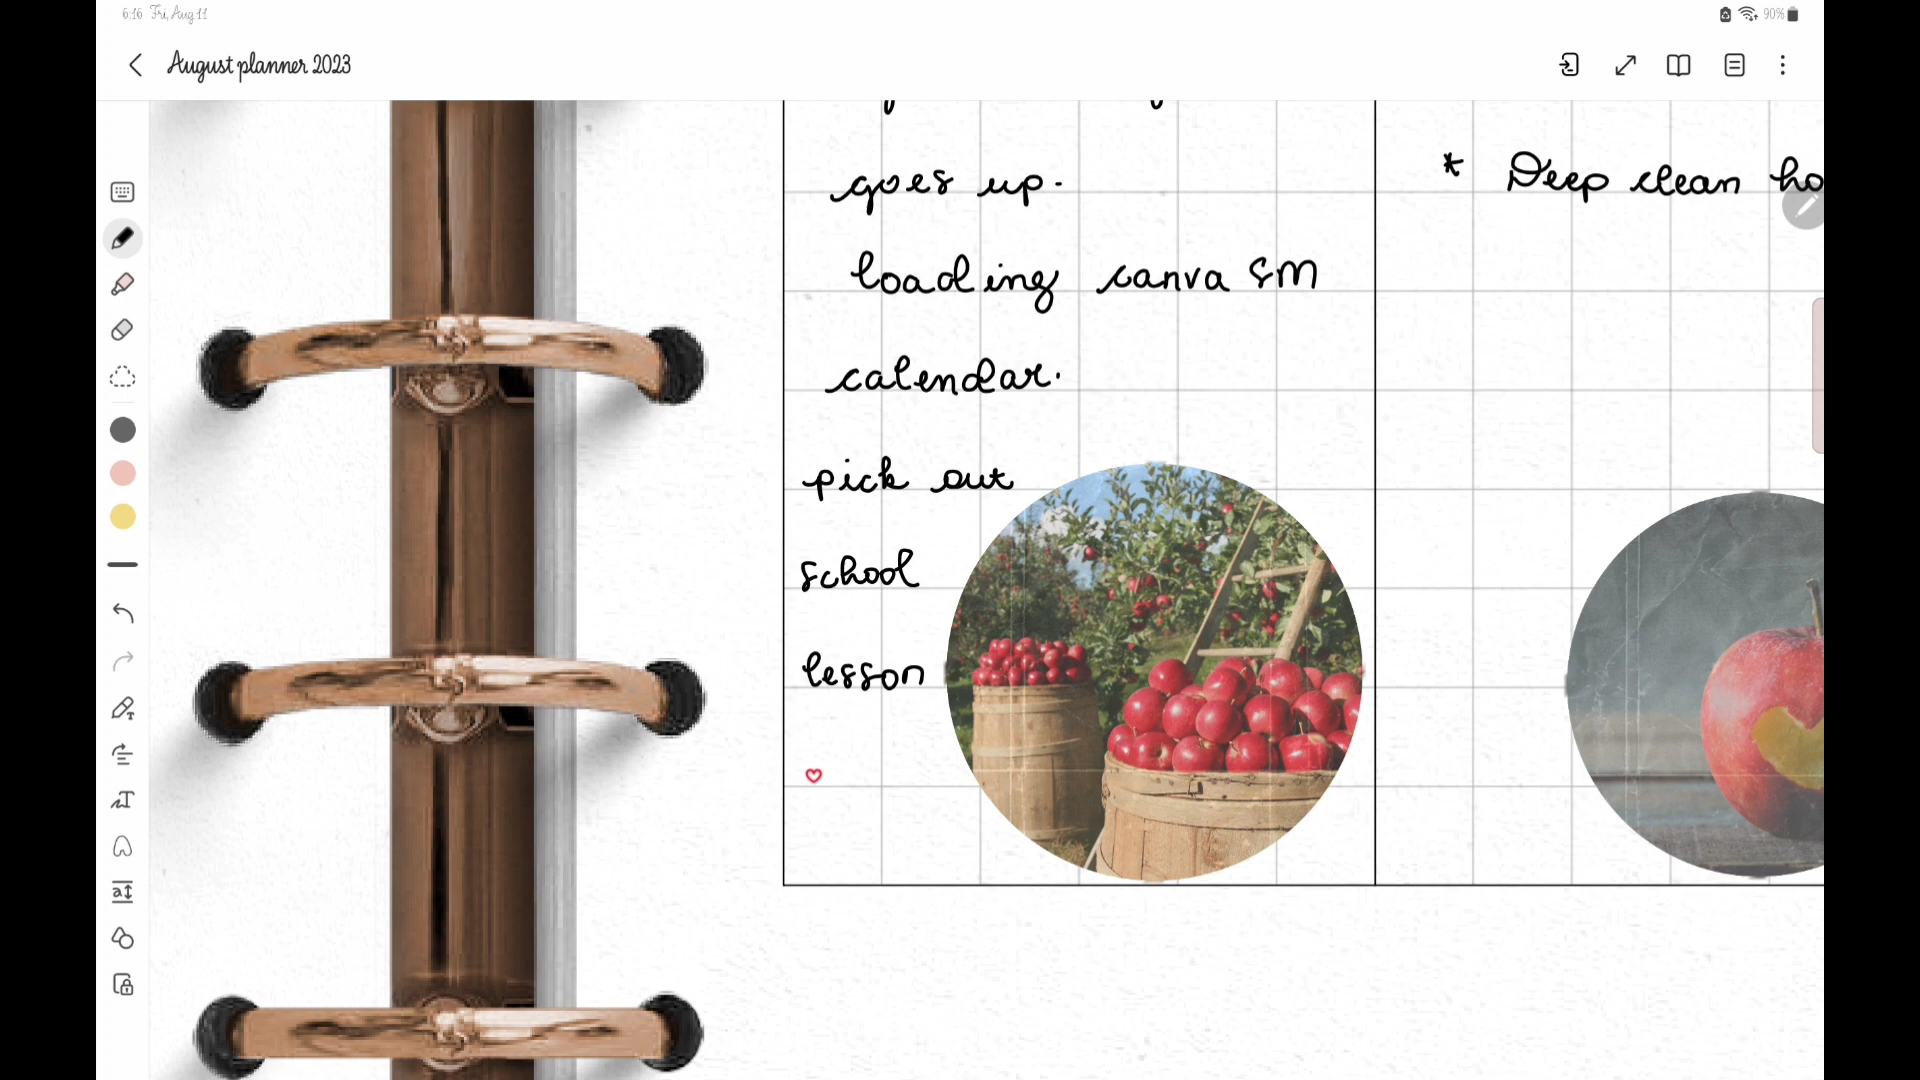 6:16 Fri, Aug 11
90%
August planner 2023
goes up.
loading canva SM
calendar.
pick out
school
lesson
* Deep clean ho